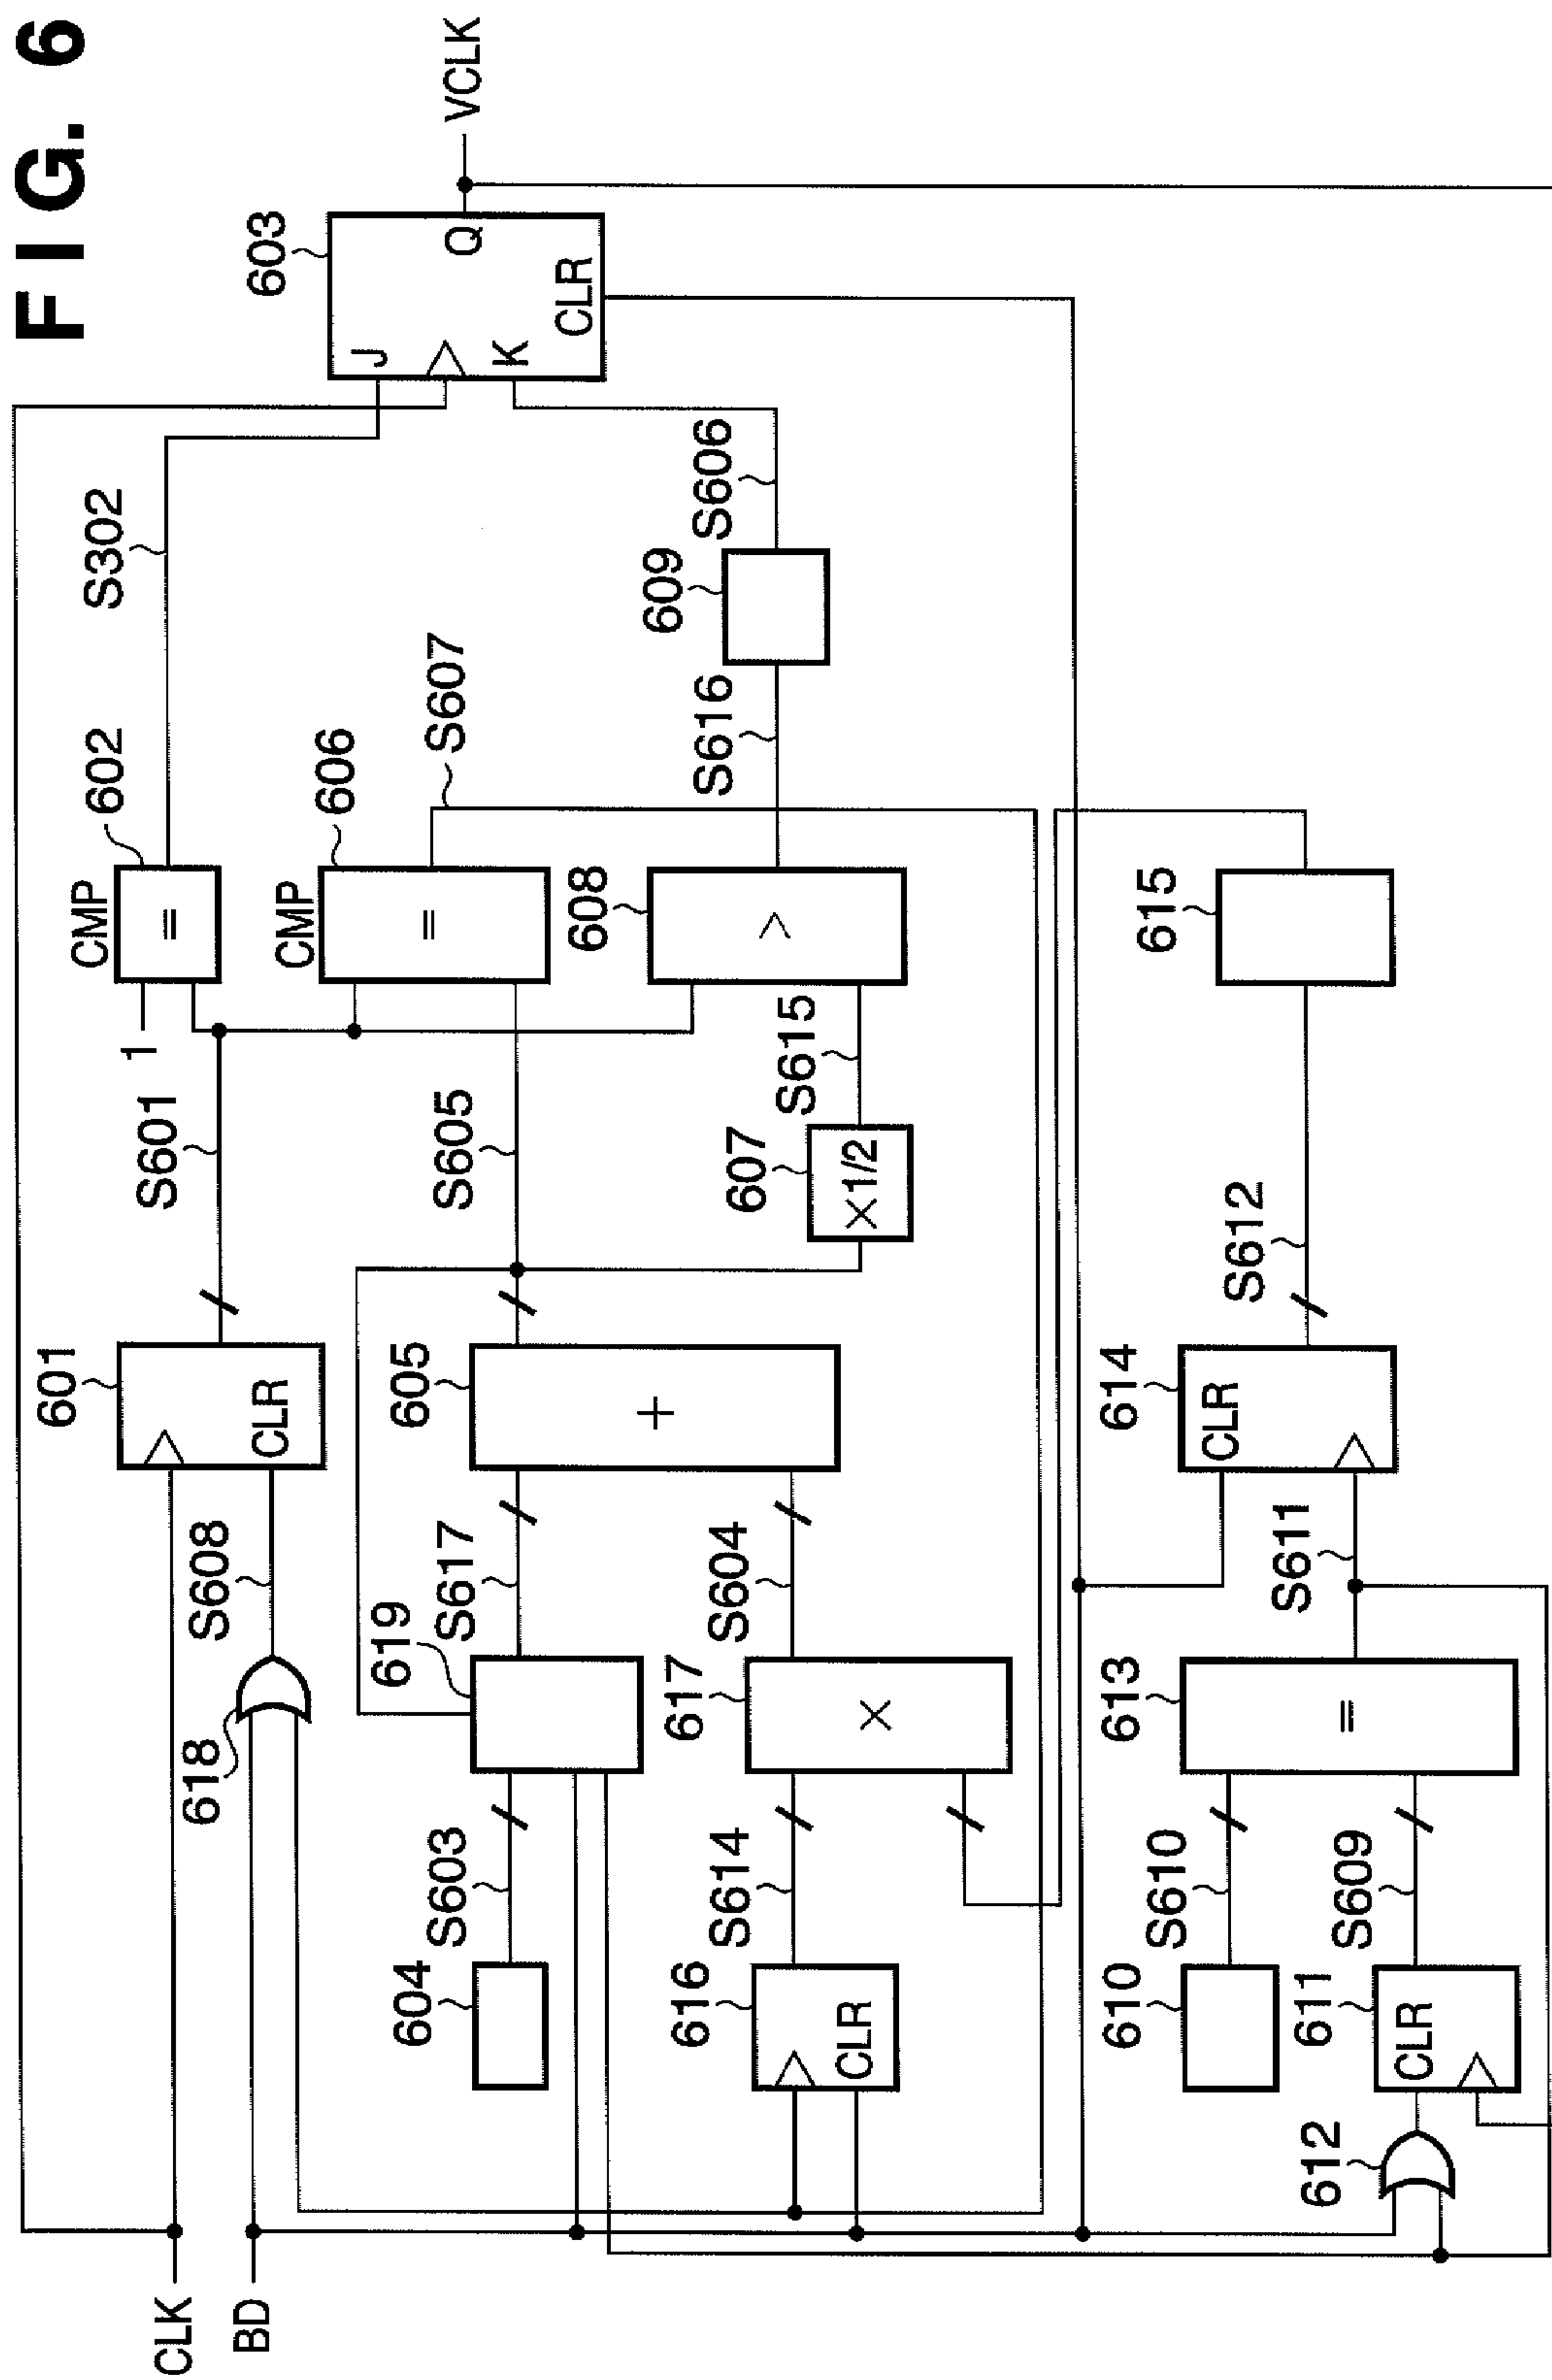 FIG. 6
CLK
BD
618
S608
601
CLR
S601
1
CMP
602
=
S302
603
J
K
Q
CLR
VCLK
604
S603
619
S617
605
+
S605
CMP
606
=
S607
616
CLR
S614
617
×
S604
607
×1/2
S615
608
>
S616
609
S606
610
S610
612
611
CLR
S609
613
=
S611
614
CLR
S612
615